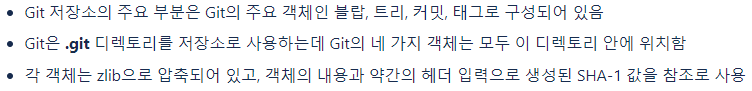 • Git 저장소의 주요 부분은 Git의 주요 객체인 블랍, 트리, 커밋, 태그로 구성되어 있음
• Git은 .git 디렉토리를 저장소로 사용하는데 Git의 네 가지 객체는 모두 이 디렉토리 안에 위치함
• 각 객체는 zlib으로 압축되어 있고, 객체의 내용과 약간의 헤더 입력으로 생성된 SHA-1 값을 참조로 사용